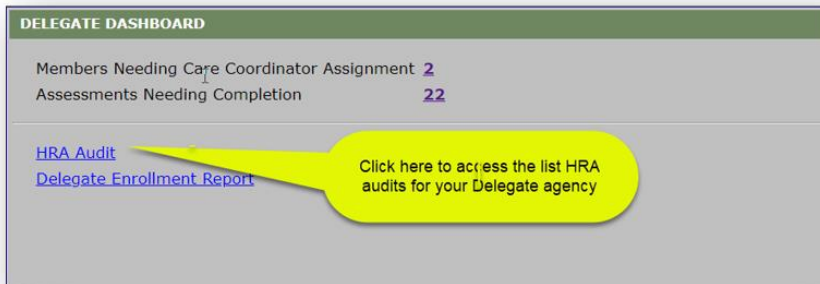 DELEGATE DASHBOARD
Members Needing Care Coordinator Assignment 2
Assessments Needing Completion 22
HRA Audit
Delegate Enrollment Report
Click here to access the list HRA
audits for your Delegate agency